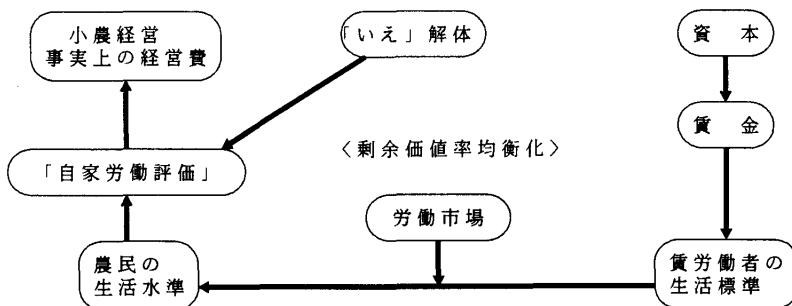 小農経営
事実上の経営費
「いえ」解体
資本
賃金
〈剰余価値率均衡化〉
「自家労働評価」
労働市場
農民の
生活水準
賃労働者の
生活標準